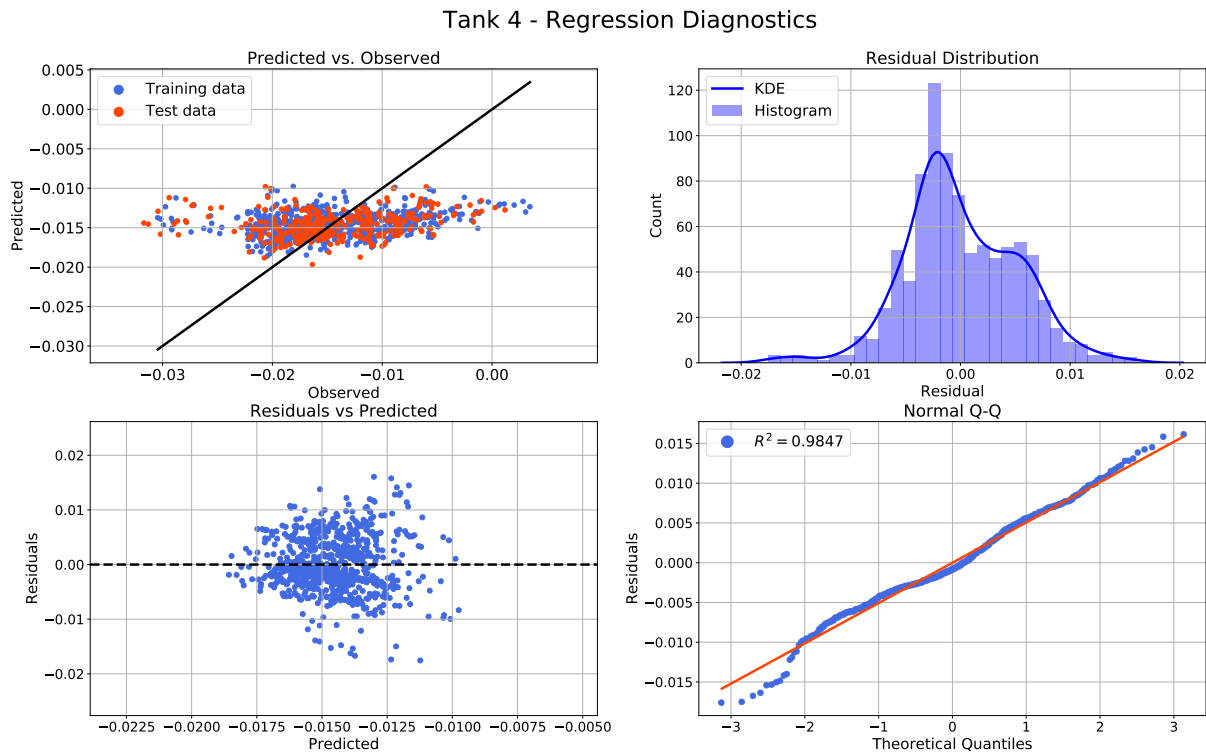 Tank 4 - Regression Diagnostics
Predicted vs. Observed
Training data
Test data
0.005
0.000
−0.005
−0.010
−0.015
−0.020
−0.025
−0.030
Predicted
−0.03
−0.02
−0.01
0.00
Observed
Residual Distribution
KDE
Histogram
120
100
80
60
40
20
0
Count
−0.02
−0.01
0.00
0.01
0.02
Residual
Residuals vs Predicted
0.02
0.01
0.00
−0.01
−0.02
Residuals
−0.0225
−0.0200
−0.0175
−0.0150
−0.0125
−0.0100
−0.0075
−0.0050
Predicted
Normal Q-Q
R² = 0.9847
0.015
0.010
0.005
0.000
−0.005
−0.010
−0.015
Residuals
−3
−2
−1
0
1
2
3
Theoretical Quantiles